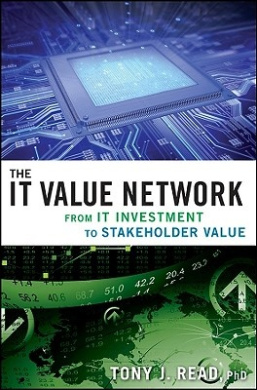 THE
IT VALUE NETWORK
FROM IT INVESTMENT
TO STAKEHOLDER VALUE
TONY J. READ, PhD